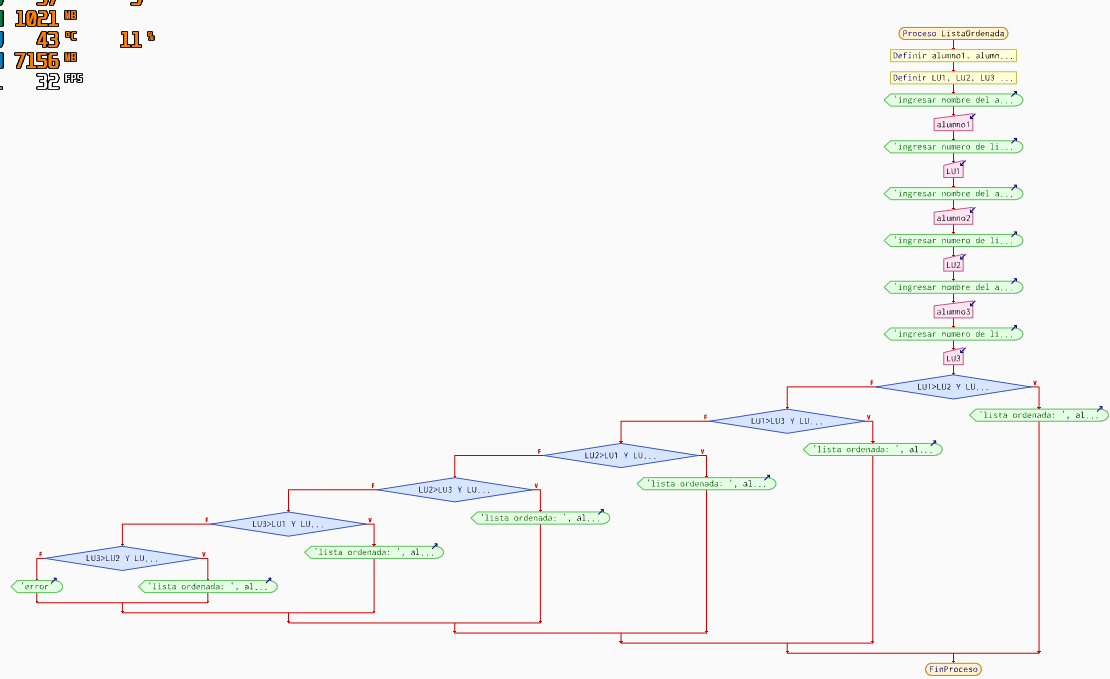 1021 MB
43 ºC 11 %
7156 MB
32 FPS
Proceso ListaOrdenada
Definir alumno1, alumn...
Definir LU1, LU2, LU3 ...
'ingresar nombre del a...
alumno1
'ingresar numero de li...
LU1
'ingresar nombre del a...
alumno2
'ingresar numero de li...
LU2
'ingresar nombre del a...
alumno3
'ingresar numero de li...
LU3
F LU1>LU2 Y LU... V
'lista ordenada: ', al...
F LU1>LU3 Y LU... V
'lista ordenada: ', al...
F LU2>LU1 Y LU... V
'lista ordenada: ', al...
F LU2>LU3 Y LU... V
'lista ordenada: ', al...
F LU3>LU1 Y LU... V
'lista ordenada: ', al...
F LU3>LU2 Y LU... V
'error'
'lista ordenada: ', al...
FinProceso